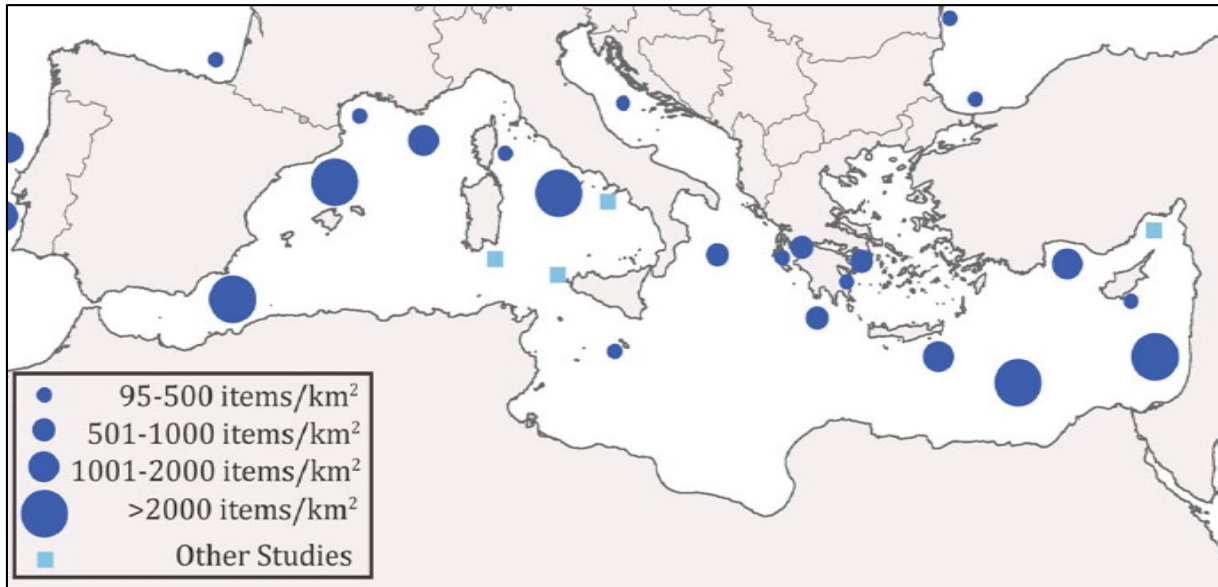 95-500 items/km²
501-1000 items/km²
1001-2000 items/km²
>2000 items/km²
Other Studies